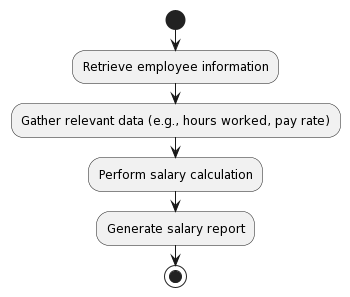 Retrieve employee information
Gather relevant data (e.g., hours worked, pay rate)
Perform salary calculation
Generate salary report